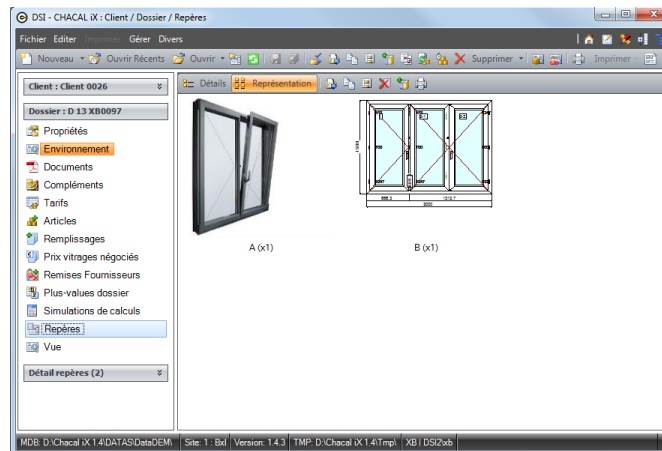 DSI - CHACAL iX : Client / Dossier / Repères
Fichier Editer Imprimer Gérer Divers
Nouveau Ouvrir Récents Ouvrir Supprimer Imprimer
Client : Client 0026
Détails Représentation
Dossier : D 13 XB0097
Propriétés
Environnement
Documents
Compléments
Tarifs
Articles
Remplissages
Prix vitrages négociés
Remises Fournisseurs
Plus-values dossier
Simulations de calculs
Repères
Vue
Détail repères (2)
A (x1)
B (x1)
MDB: D:\Chacal iX 1.4\DATAS\DataDEM\ Site: 1 : Bxl Version: 1.4.3 TMP: D:\Chacal iX 1.4\Tmp\ XB | DSI2\xb